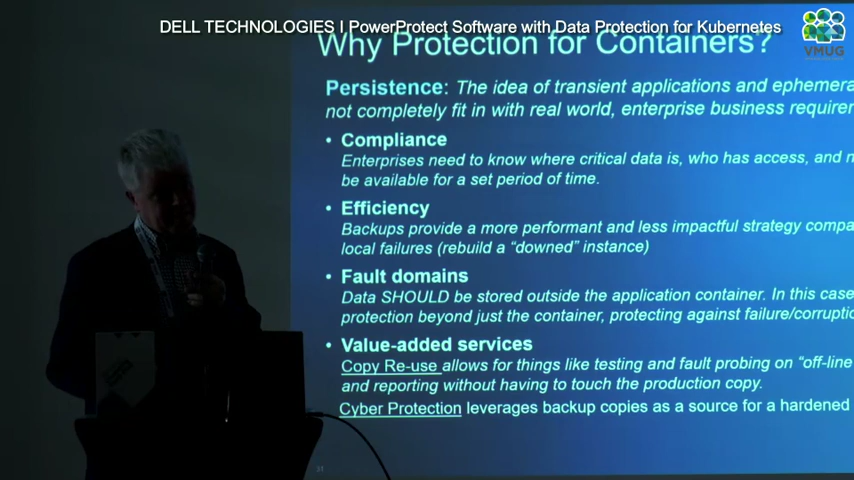 DELL TECHNOLOGIES I PowerProtect Software with Data Protection for Kubernetes
VMUG
Why Protection for Containers?
Persistence: The idea of transient applications and ephemera
not completely fit in with real world, enterprise business require
• Compliance
Enterprises need to know where critical data is, who has access, and
be available for a set period of time.
• Efficiency
Backups provide a more performant and less impactful strategy compa
local failures (rebuild a “downed” instance)
• Fault domains
Data SHOULD be stored outside the application container. In this case
protection beyond just the container, protecting against failure/corruptio
• Value-added services
Copy Re-use allows for things like testing and fault probing on “off-line
and reporting without having to touch the production copy.
Cyber Protection leverages backup copies as a source for a hardened
31